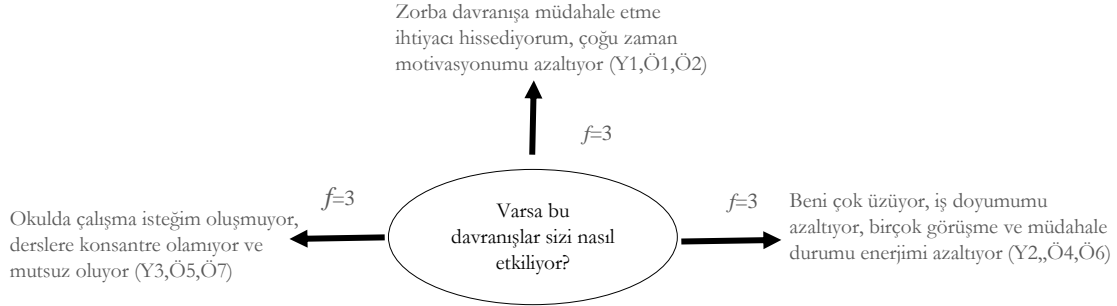 Zorba davranışa müdahale etme
ihtiyacı hissediyorum, çoğu zaman
motivasyonumu azaltıyor (Y1,Ö1,Ö2)
f=3
f=3
Okulda çalışma isteğim oluşmuyor,
derslere konsantre olamıyor ve
mutsuz oluyor (Y3,Ö5,Ö7)
Varsa bu
davranışlar sizi nasıl
etkiliyor?
f=3
Beni çok üzüyor, iş doyumumu
azaltıyor, birçok görüşme ve müdahale
durumu enerjimi azaltıyor (Y2,,Ö4,Ö6)